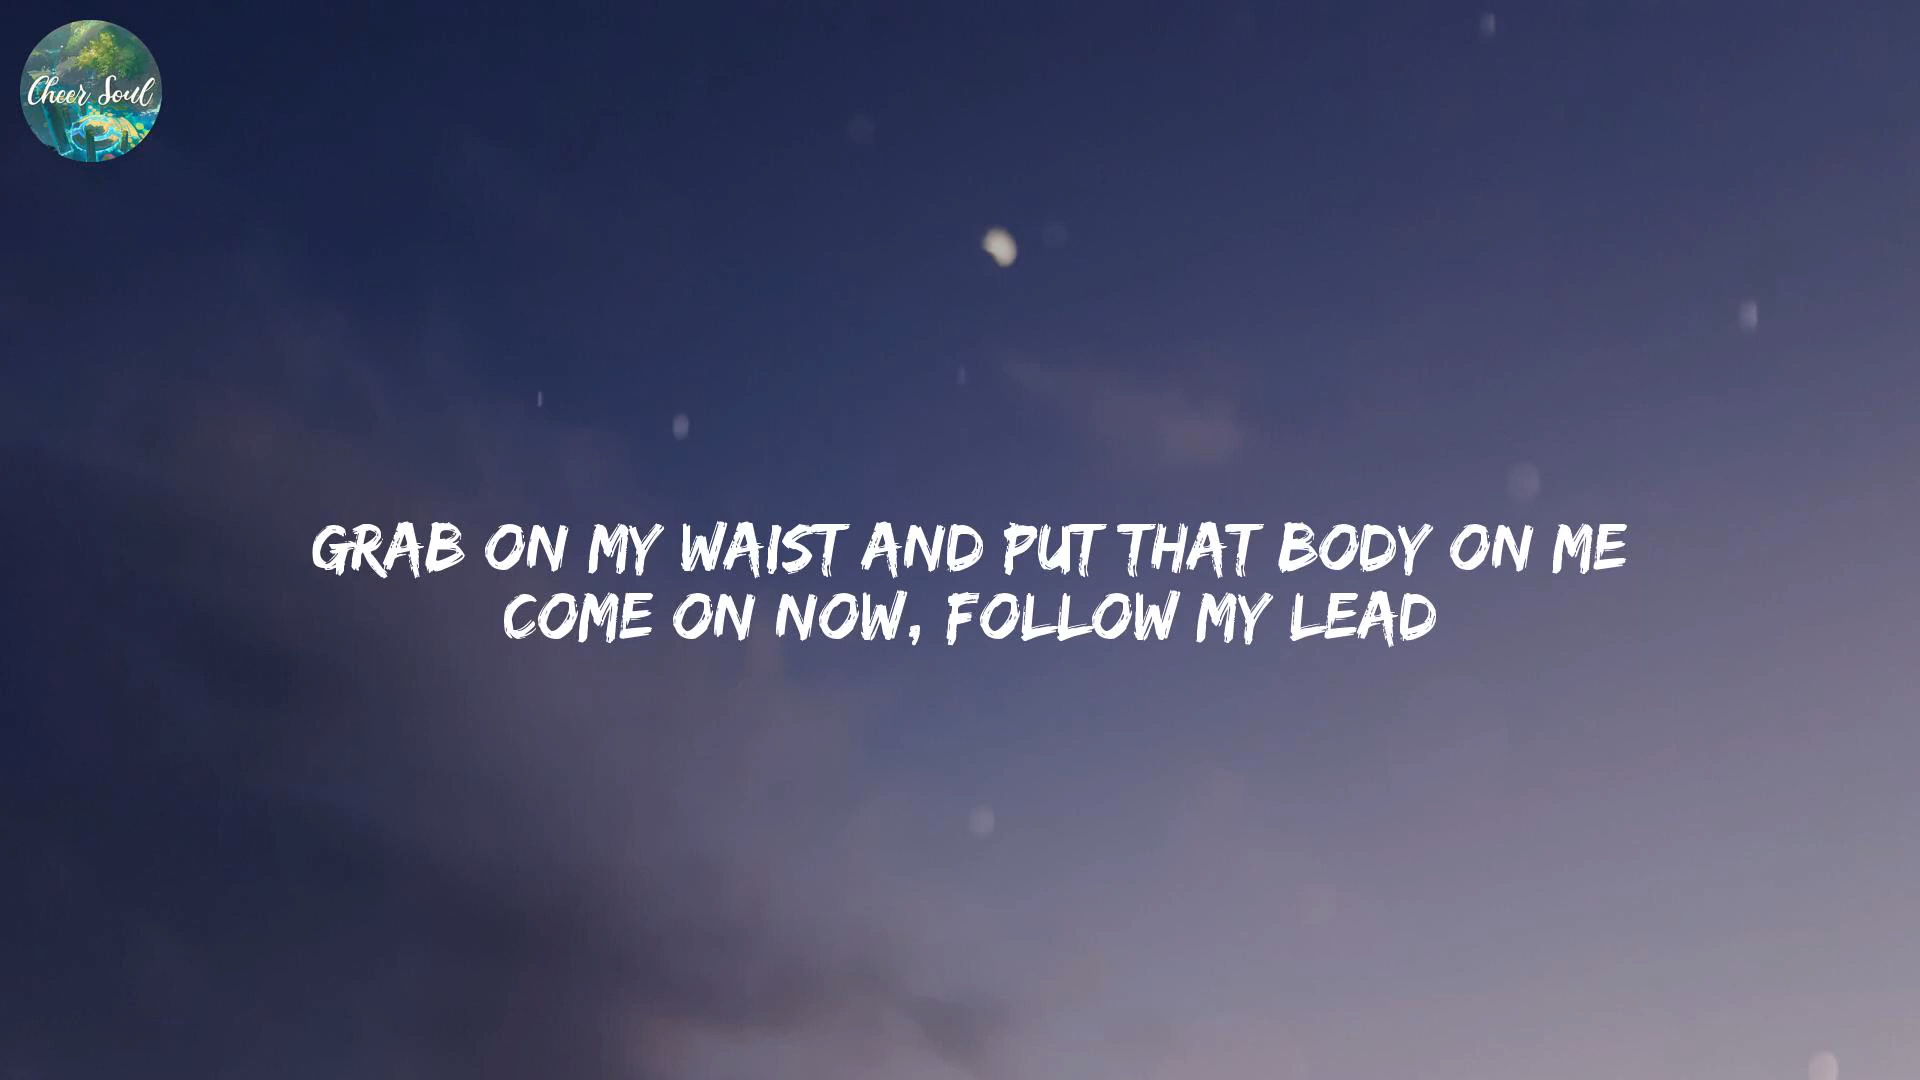 Cheer Soul
GRAB ON MY WAIST AND PUT THAT BODY ON ME
COME ON NOW, FOLLOW MY LEAD